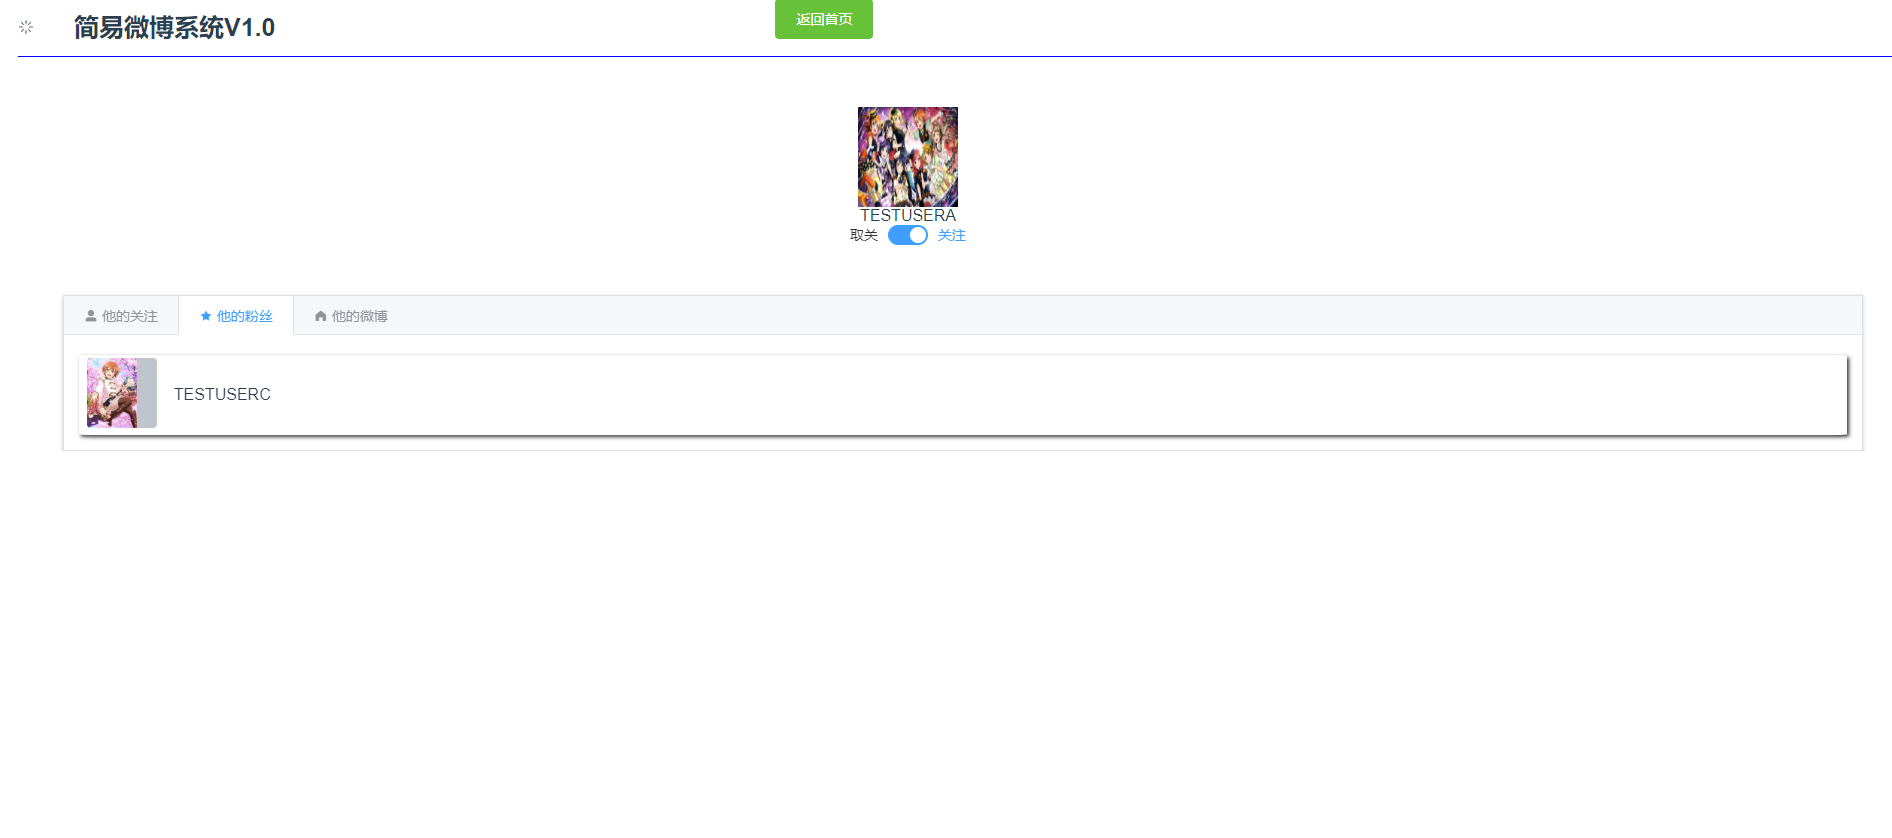 简易微博系统V1.0
返回首页
TESTUSERA
取关 关注
他的关注 他的粉丝 他的微博
TESTUSERC